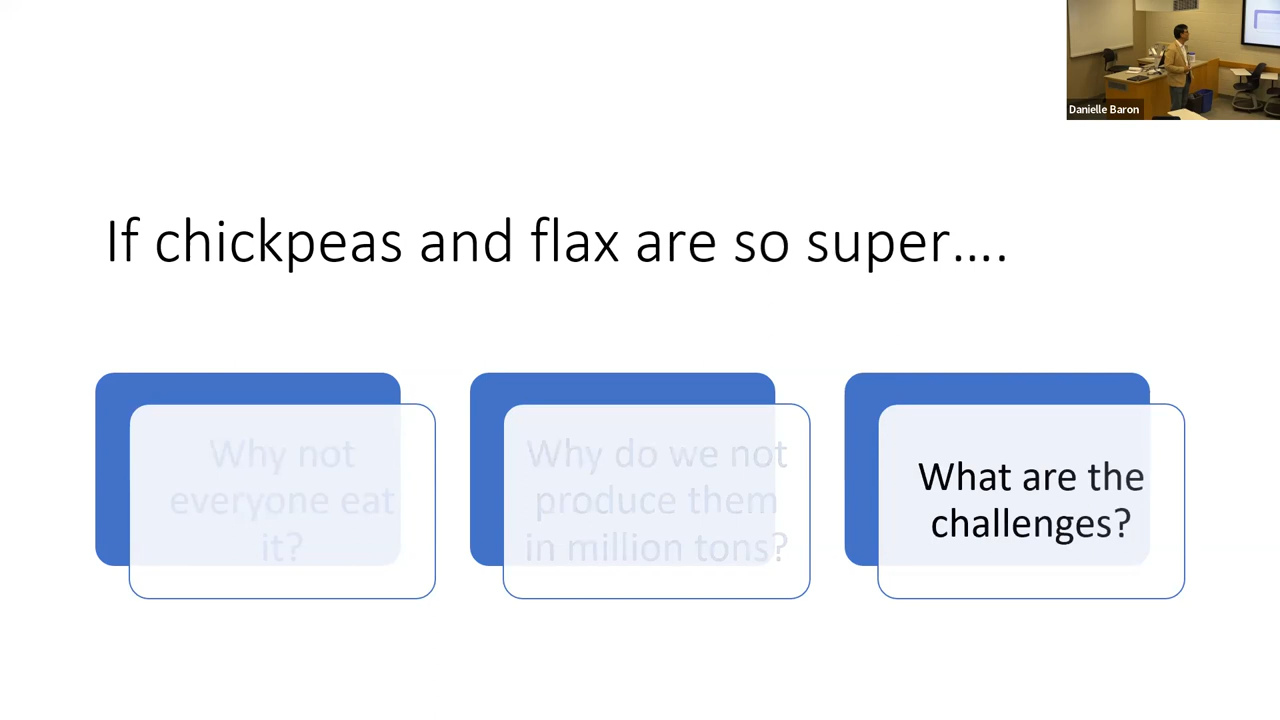 Danielle Baron
If chickpeas and flax are so super....
Why not
everyone eat
it?
Why do we not
produce them
in million tons?
What are the
challenges?